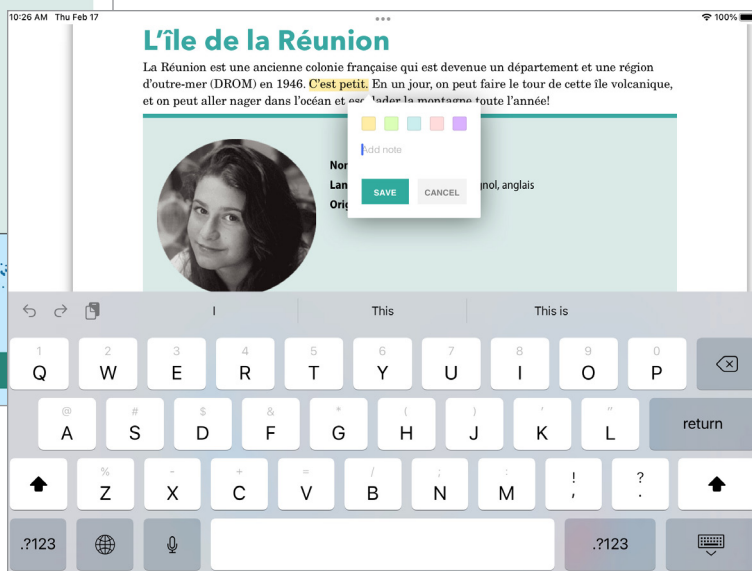 10:26 AM Thu Feb 17
100%
L'île de la Réunion
La Réunion est une ancienne colonie française qui est devenue un département et une région
d'outre-mer (DROM) en 1946. C'est petit. En un jour, on peut faire le tour de cette île volcanique,
et on peut aller nager dans l'océan et escalader la montagne toute l'année!
Add note
SAVE CANCEL
Lan gnol, anglais
Orig
I This This is
1 2 3 4 5 6 7 8 9 0
Q W E R T Y U I O P
@ # $ & * ( ) ' "
A S D F G H J K L return
% - + = / ; : ! ?
Z X C V B N M , .
.?123 .?123